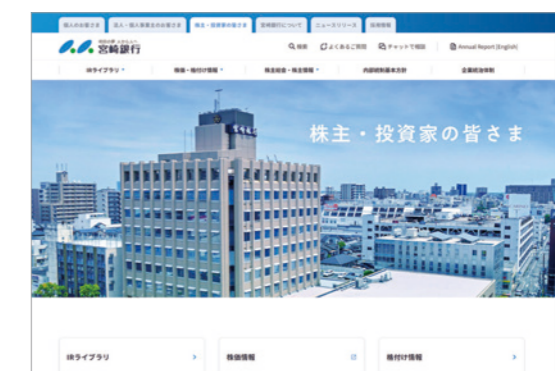 個人のお客さま 法人・個人事業主のお客さま 株主・投資家の皆さま 宮崎銀行について ニュースリリース 採用情報
宮崎銀行
検索 よくあるご質問 チャットで相談 Annual Report (English)
IRライブラリ 株価・格付け情報 株主総会・株主情報 内部統制基本方針 企業統治体制
株主・投資家の皆さま
宮崎銀行
IRライブラリ 株価情報 格付け情報